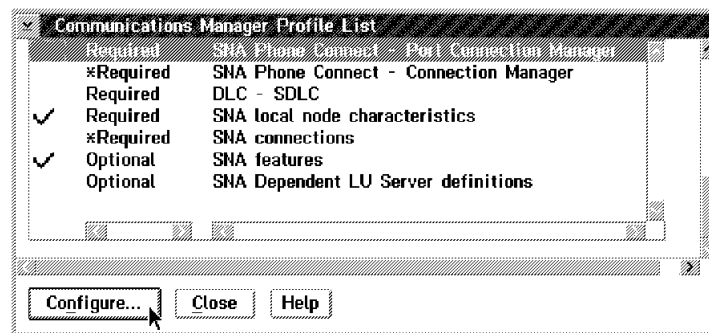 Communications Manager Profile List
Required SNA Phone Connect - Port Connection Manager
*Required SNA Phone Connect - Connection Manager
Required DLC - SDLC
Required SNA local node characteristics
*Required SNA connections
Optional SNA features
Optional SNA Dependent LU Server definitions
Configure... Close Help